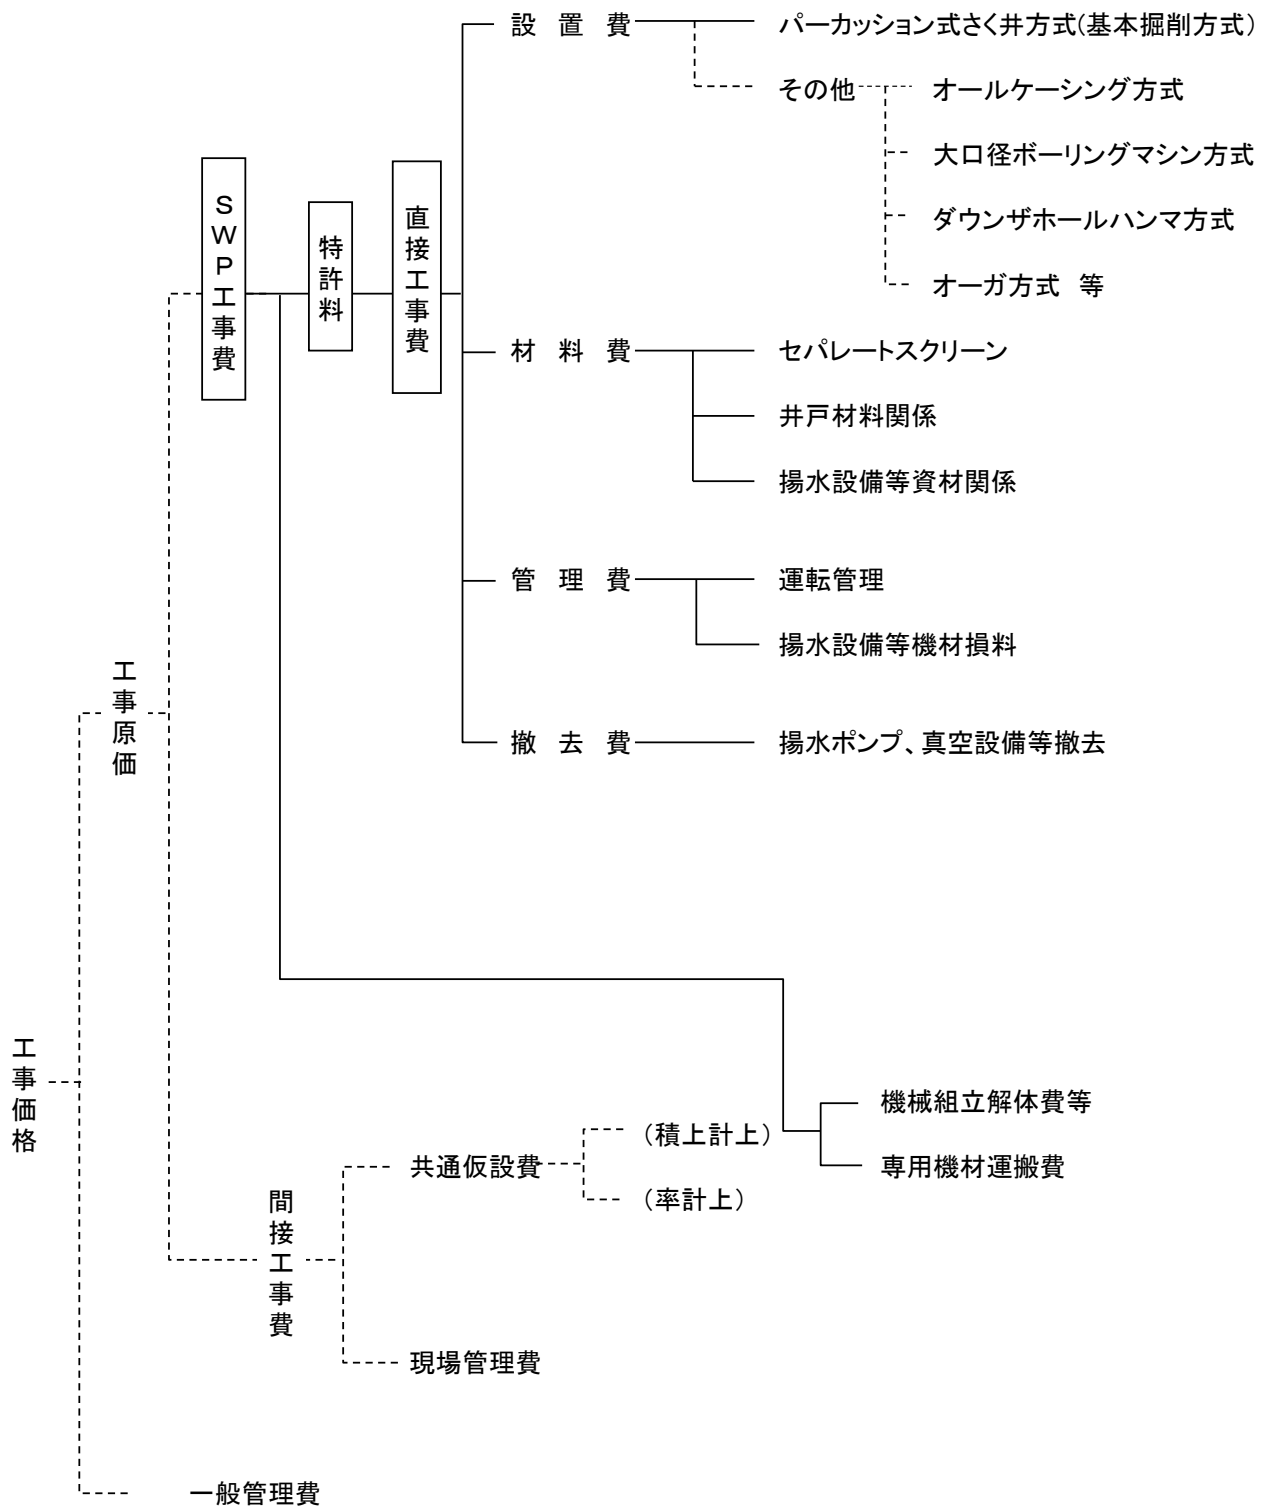 設置費
パーカッション式さく井方式(基本掘削方式)
その他
オールケーシング方式
大口径ボーリングマシン方式
ダウンザホールハンマ方式
オーガ方式 等
SWP工事費
特許料
直接工事費
材料費
セパレートスクリーン
井戸材料関係
揚水設備等資材関係
管理費
運転管理
揚水設備等機材損料
撤去費
揚水ポンプ、真空設備等撤去
工事原価
工事価格
機械組立解体費等
専用機材運搬費
共通仮設費
(積上計上)
(率計上)
間接工事費
現場管理費
一般管理費